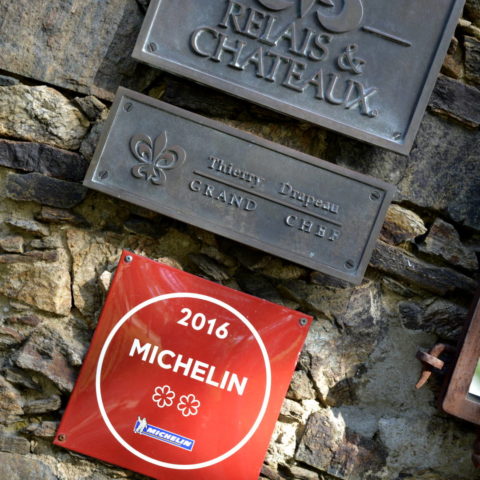 RELAIS &
CHATEAUX.
Thierry Drapeau
GRAND CHEF
2016
MICHELIN
MICHELIN